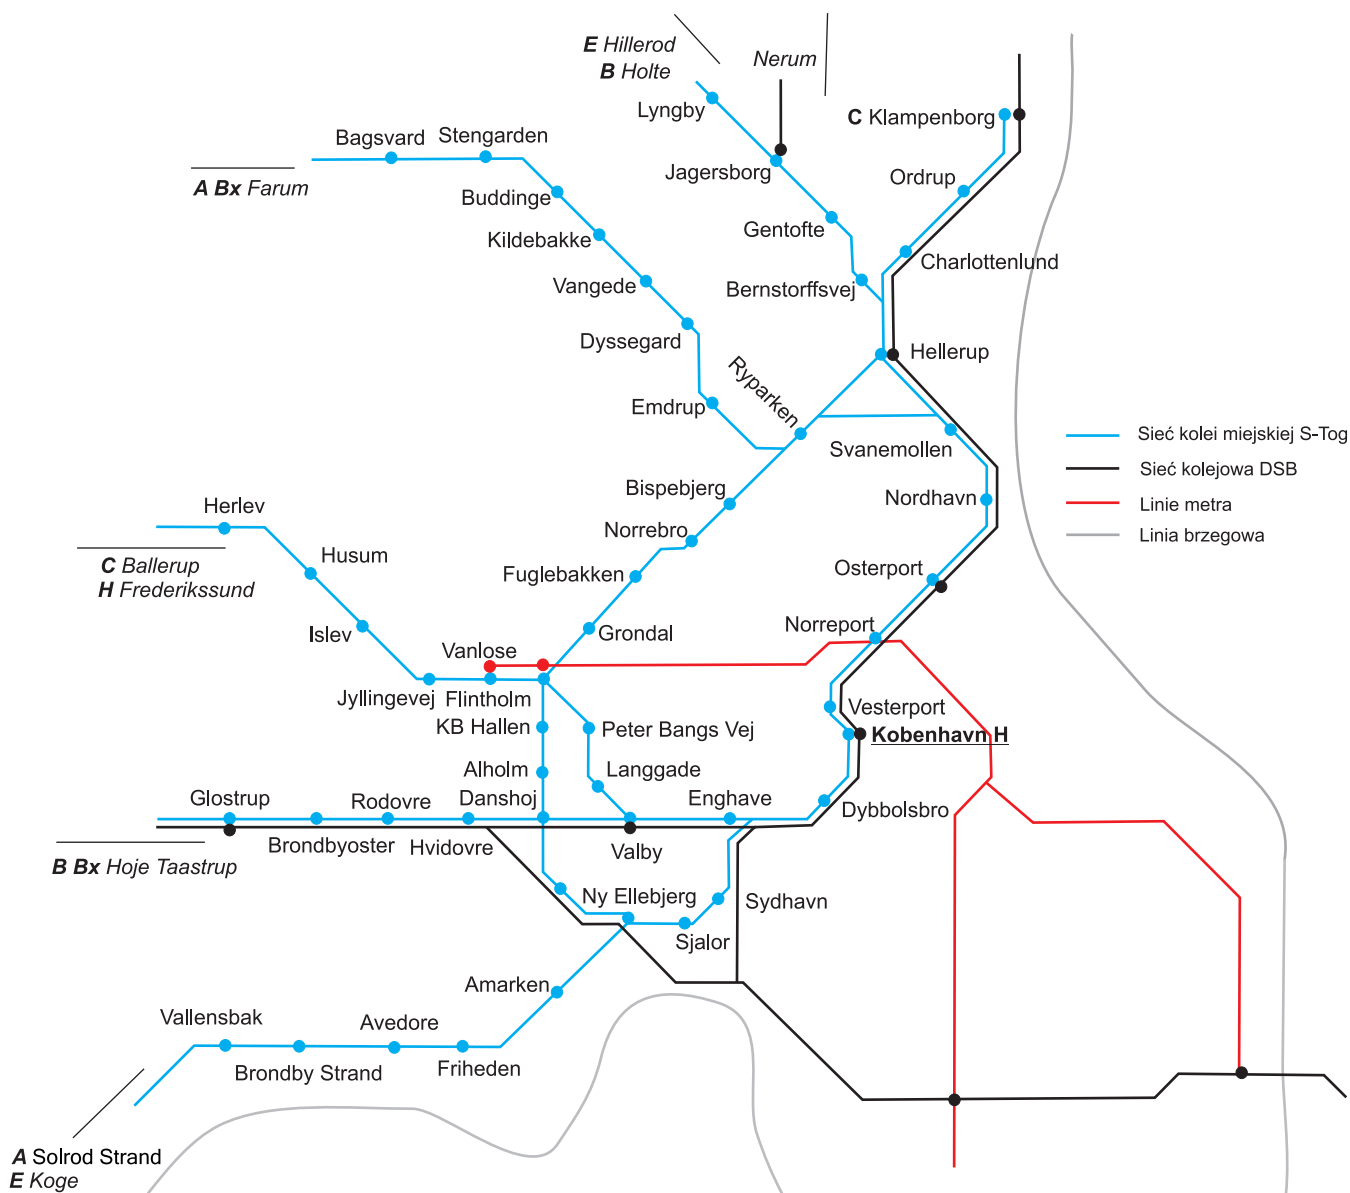 E Hillerod
B Holte
Nerum
Lyngby
C Klampenborg
Bagsvard
Stengarden
Jagersborg
Ordrup
A Bx Farum
Buddinge
Gentofte
Kildebakke
Charlottenlund
Vangede
Bernstorffsvej
Dyssegard
Hellerup
Ryparken
Emdrup
Svanemollen
Sieć kolei miejskiej S-Tog
Sieć kolejowa DSB
Linie metra
Linia brzegowa
Bispebjerg
Nordhavn
Herlev
Norrebro
Husum
C Ballerup
H Frederikssund
Fuglebakken
Osterport
Islev
Grondal
Norreport
Vanlose
Jyllingevej
Flintholm
Vesterport
KB Hallen
Peter Bangs Vej
Kobenhavn H
Alholm
Langgade
Glostrup
Rodovre
Danshoj
Enghave
Dybbolsbro
Brondbyoster
Hvidovre
Valby
B Bx Hoje Taastrup
Ny Ellebjerg
Sydhavn
Sjalor
Amarken
Vallensbak
Avedore
Brondby Strand
Friheden
A Solrod Strand
E Koge